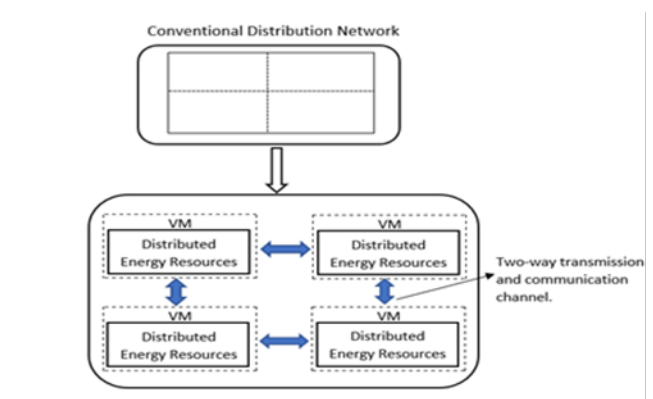 Conventional Distribution Network
VM
Distributed
Energy Resources
VM
Distributed
Energy Resources
Two-way transmission
and communication
channel.
VM
Distributed
Energy Resources
VM
Distributed
Energy Resources